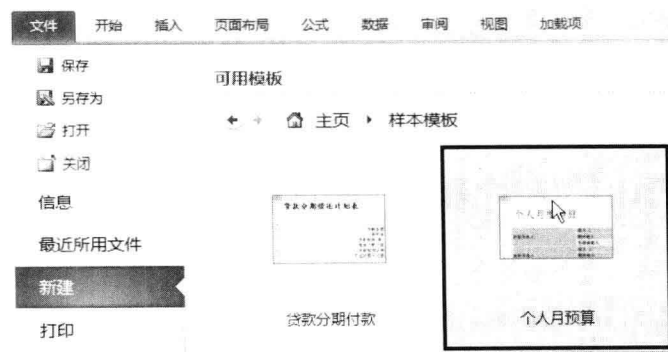 文件 开始 插入 页面布局 公式 数据 审阅 视图 加载项
保存
另存为
打开
关闭
信息
最近所用文件
新建
打印
可用模板
主页 样本模板
贷款分期付款
个人月预算